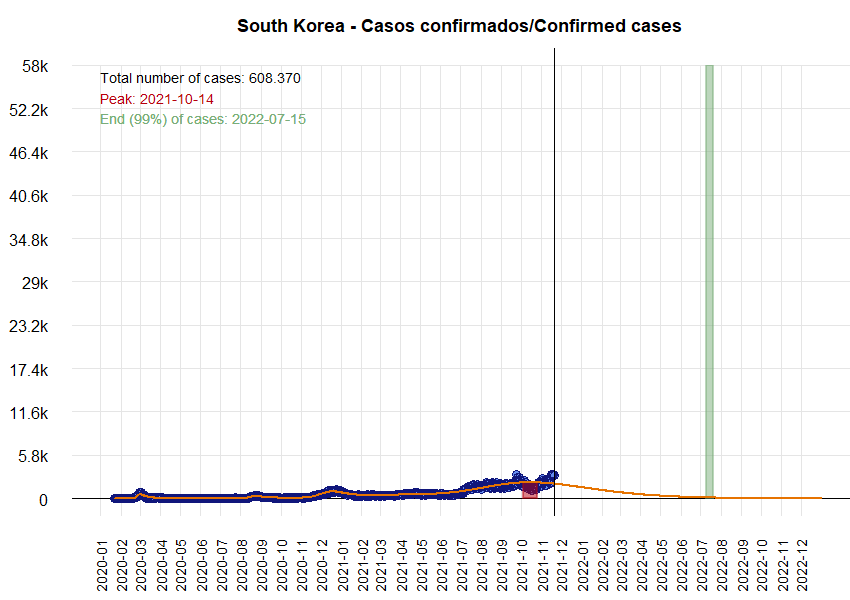 South Korea - Casos confirmados/Confirmed cases
58k
Total number of cases: 608.370
Peak: 2021-10-14
End (99%) of cases: 2022-07-15
52.2k
46.4k
40.6k
34.8k
29k
23.2k
17.4k
11.6k
5.8k
0
2020-01
2020-02
2020-03
2020-04
2020-05
2020-06
2020-07
2020-08
2020-09
2020-10
2020-11
2020-12
2021-01
2021-02
2021-03
2021-04
2021-05
2021-06
2021-07
2021-08
2021-09
2021-10
2021-11
2021-12
2022-01
2022-02
2022-03
2022-04
2022-05
2022-06
2022-07
2022-08
2022-09
2022-10
2022-11
2022-12